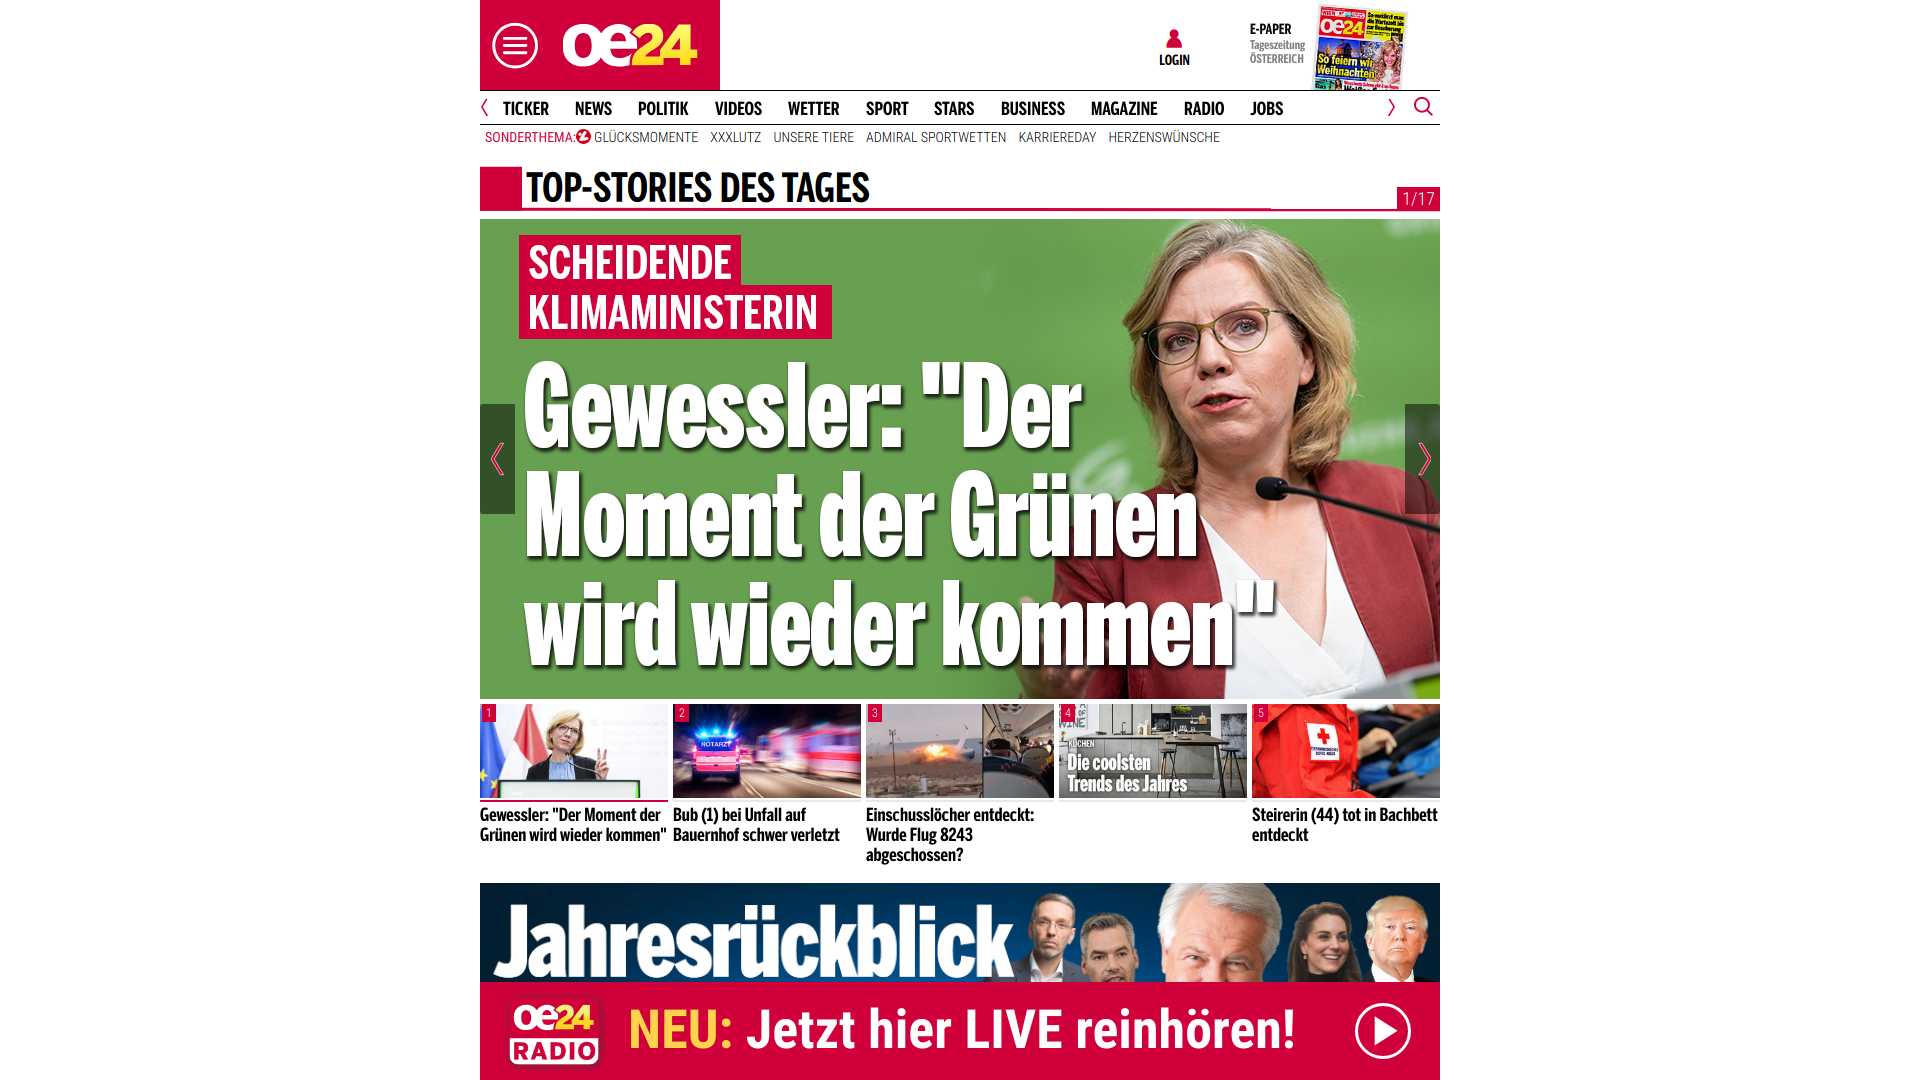 oe24
LOGIN
E-PAPER
Tageszeitung
ÖSTERREICH
oe24
So feiern wir
Weihnachten
TICKER NEWS POLITIK VIDEOS WETTER SPORT STARS BUSINESS MAGAZINE RADIO JOBS
SONDERTHEMA: GLÜCKSMOMENTE XXXLUTZ UNSERE TIERE ADMIRAL SPORTWETTEN KARRIEREDAY HERZENSWÜNSCHE
TOP-STORIES DES TAGES
1/17
SCHEIDENDE
KLIMAMINISTERIN
Gewessler: "Der
Moment der Grünen
wird wieder kommen"
1
2
3
4
5
NOTARZT
KÜCHEN
Die coolsten
Trends des Jahres
Gewessler: "Der Moment der
Grünen wird wieder kommen"
Bub (1) bei Unfall auf
Bauernhof schwer verletzt
Einschusslöcher entdeckt:
Wurde Flug 8243
abgeschossen?
Steirerin (44) tot in Bachbett
entdeckt
Jahresrückblick
oe24
RADIO
NEU: Jetzt hier LIVE reinhören!